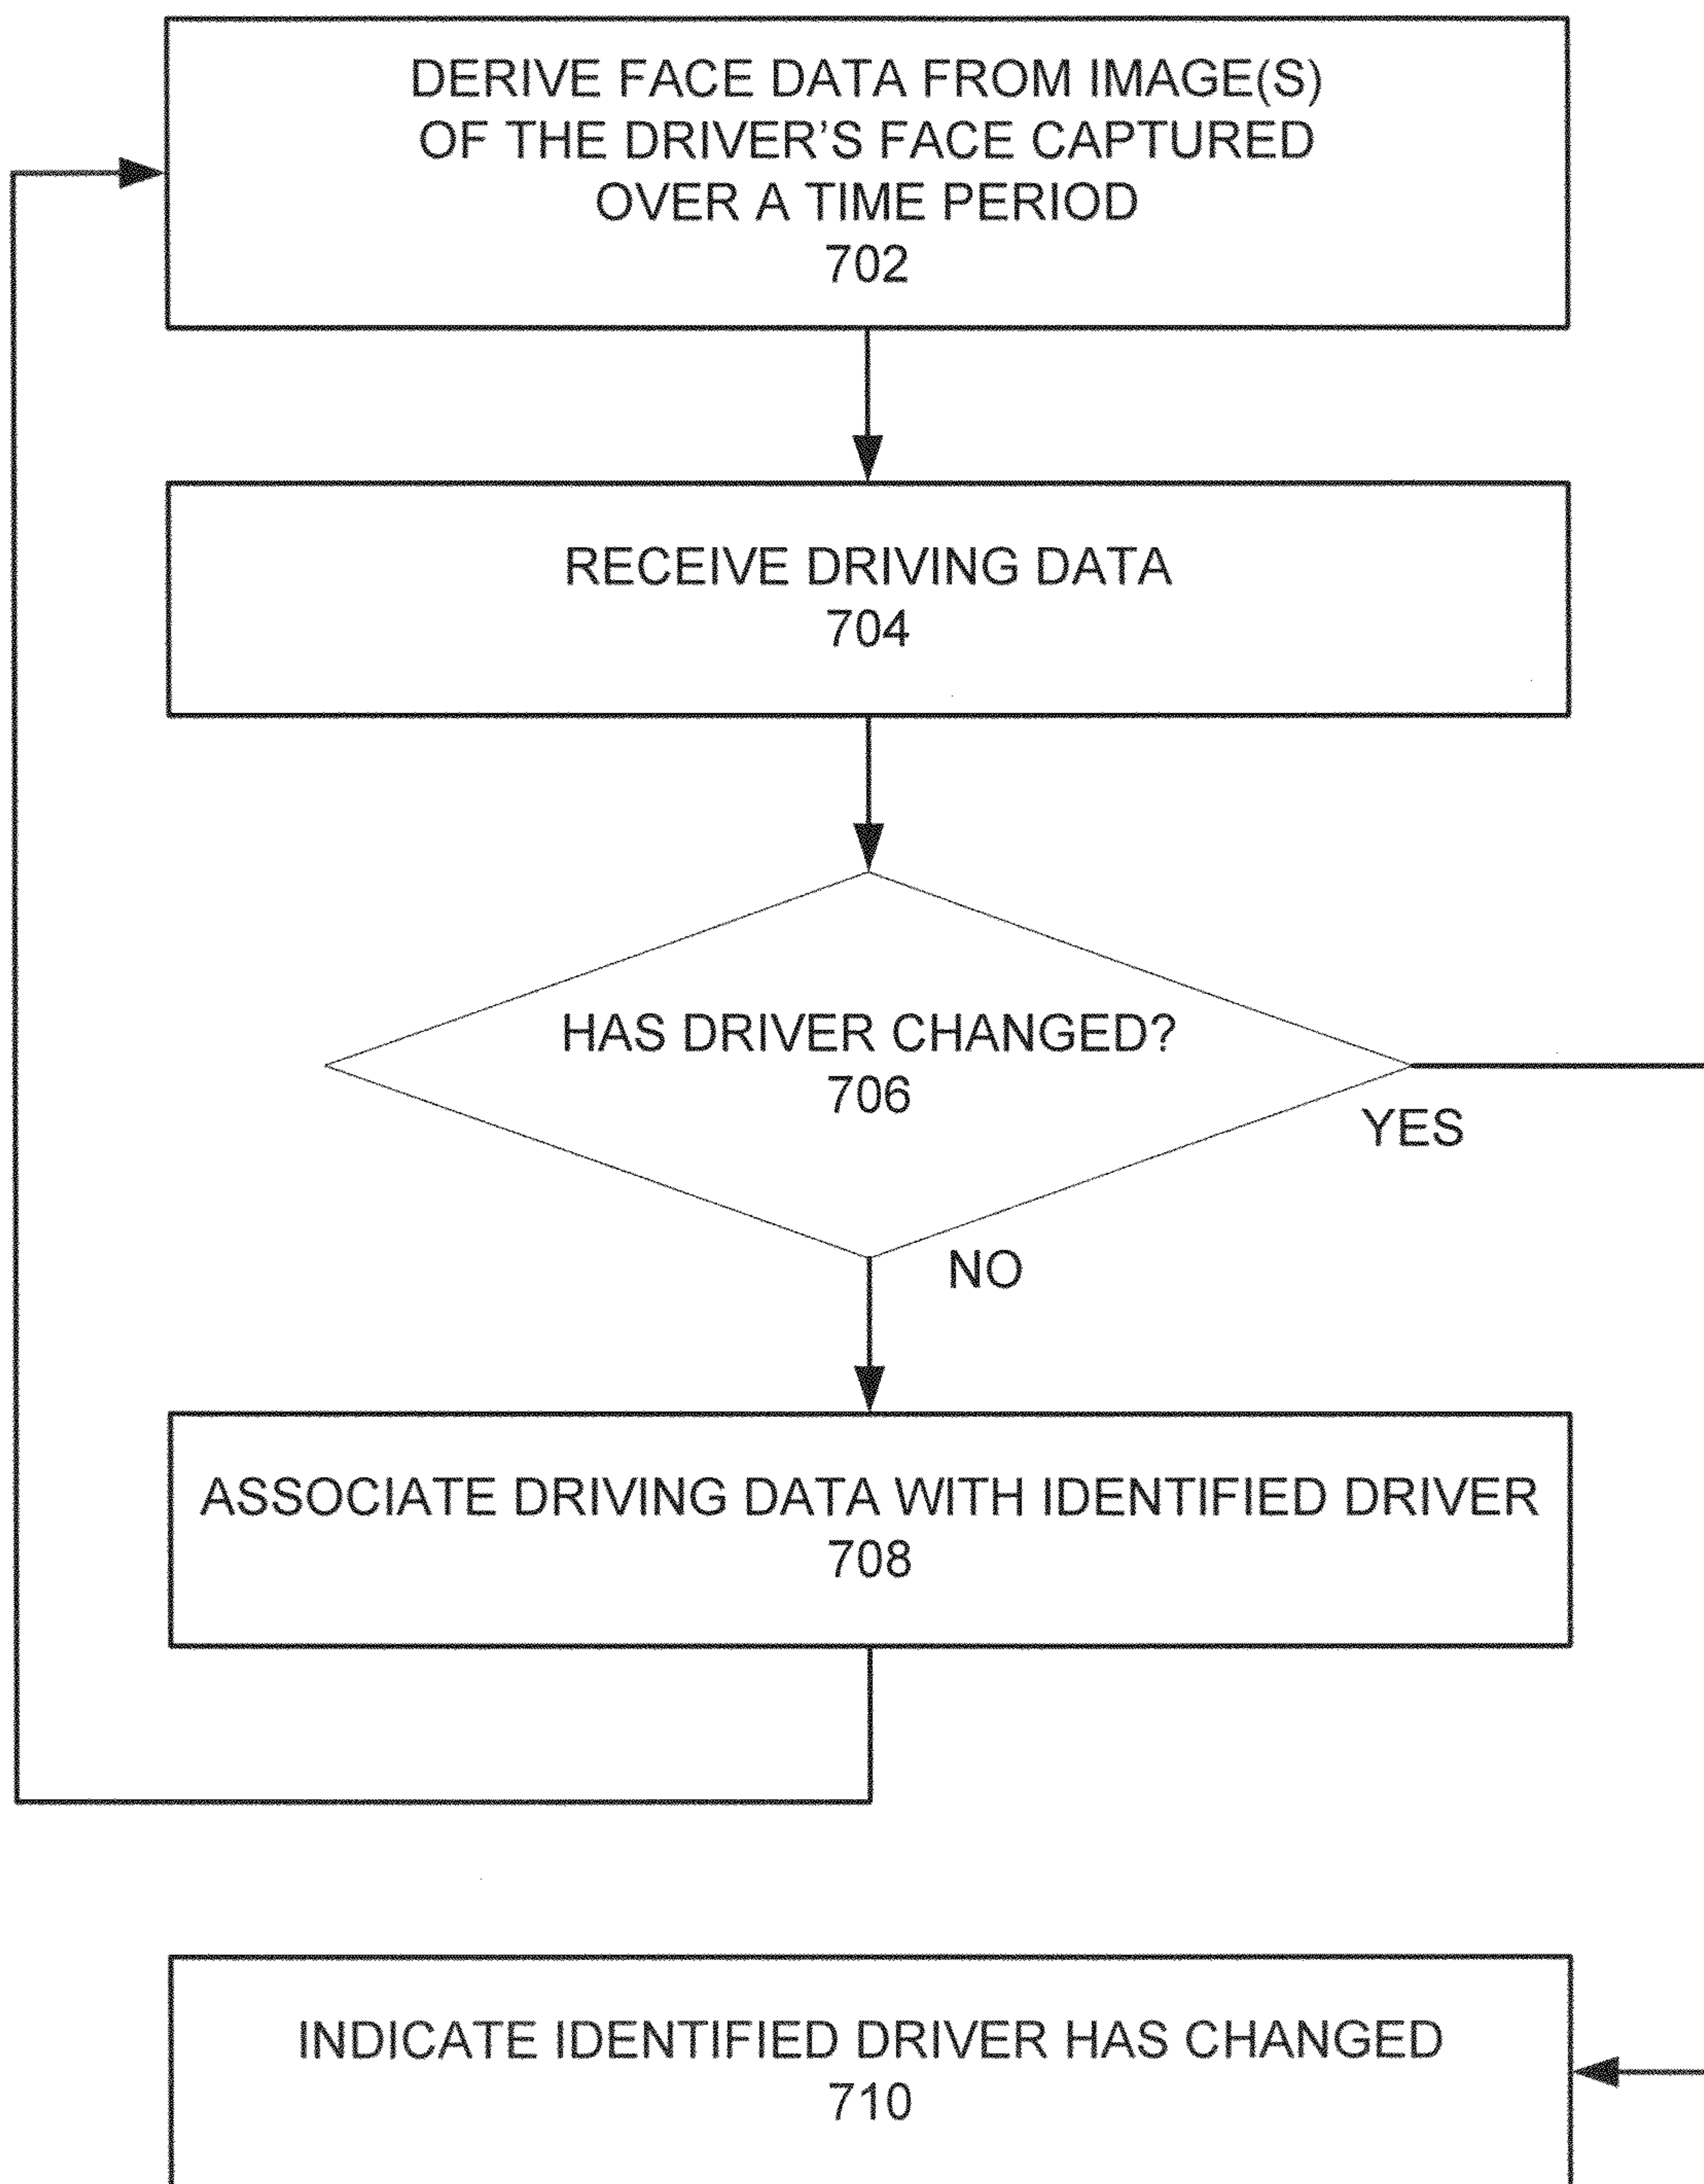 DERIVE FACE DATA FROM IMAGE(S)
OF THE DRIVER'S FACE CAPTURED
OVER A TIME PERIOD
702
RECEIVE DRIVING DATA
704
HAS DRIVER CHANGED?
706
YES
NO
ASSOCIATE DRIVING DATA WITH IDENTIFIED DRIVER
708
INDICATE IDENTIFIED DRIVER HAS CHANGED
710